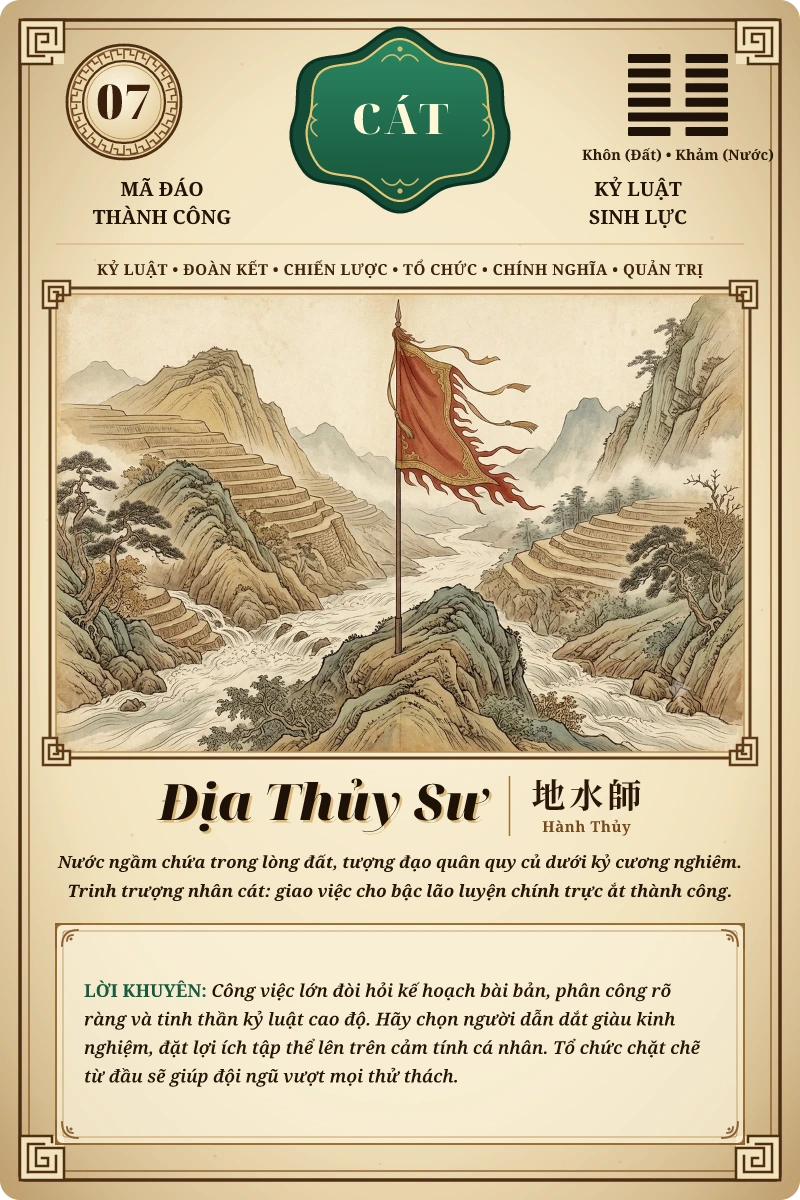 07
CÁT
Khôn (Đất) • Khảm (Nước)
MÃ ĐÁO
THÀNH CÔNG
KỶ LUẬT
SINH LỰC
KỶ LUẬT • ĐOÀN KẾT • CHIẾN LƯỢC • TỔ CHỨC • CHÍNH NGHĨA • QUẢN TRỊ
Địa Thủy Sư
地水師
Hành Thủy
Nước ngầm chứa trong lòng đất, tượng đạo quân quy củ dưới kỷ cương nghiêm.
Trinh trượng nhân cát: giao việc cho bậc lão luyện chính trực ắt thành công.
LỜI KHUYÊN: Công việc lớn đòi hỏi kế hoạch bài bản, phân công rõ
ràng và tinh thần kỷ luật cao độ. Hãy chọn người dẫn dắt giàu kinh
nghiệm, đặt lợi ích tập thể lên trên cảm tính cá nhân. Tổ chức chặt chẽ
từ đầu sẽ giúp đội ngũ vượt mọi thử thách.